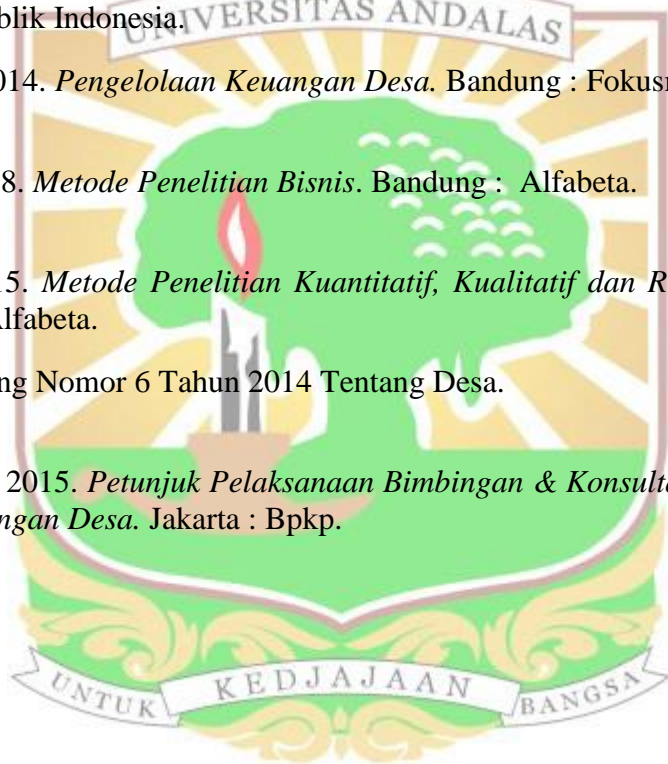 blik Indonesia.
UNIVERSITAS ANDALAS
014. Pengelolaan Keuangan Desa. Bandung : Fokusm
8. Metode Penelitian Bisnis. Bandung : Alfabeta.
15. Metode Penelitian Kuantitatif, Kualitatif dan R
Alfabeta.
ng Nomor 6 Tahun 2014 Tentang Desa.
2015. Petunjuk Pelaksanaan Bimbingan & Konsulta
ngan Desa. Jakarta : Bpkp.
UNTUK KEDJAJAAN BANGSA